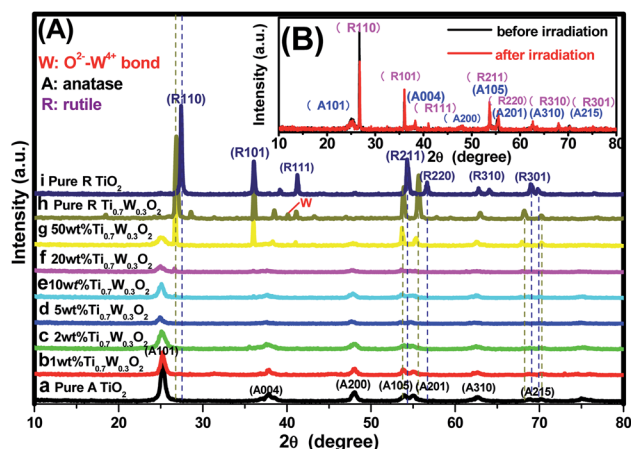 (A)
W: O²⁻-W⁴⁺ bond
A: anatase
R: rutile
Intensity (a.u.)
(R110)
(R101)
(R111)
(R211)
(R220)
(R310)
(R301)
i Pure R TiO₂
h Pure R Ti₀.₇W₀.₃O₂
W
g 50wt%Ti₀.₇W₀.₃O₂
f 20wt%Ti₀.₇W₀.₃O₂
e10wt%Ti₀.₇W₀.₃O₂
d 5wt%Ti₀.₇W₀.₃O₂
c 2wt%Ti₀.₇W₀.₃O₂
b1wt%Ti₀.₇W₀.₃O₂
a Pure A TiO₂
(A101)
(A004)
(A200)
(A105)
(A201)
(A310)
(A215)
10 20 30 40 50 60 70 80
2θ (degree)
(B)
before irradiation
after irradiation
Intensity (a.u.)
(R110)
(A101)
(R101)
(A004)
(R111)
(A200)
(R211)
(A105)
(R220)
(A201)
(R310)
(A310)
(R301)
(A215)
10 20 30 40 50 60 70 80
2θ (degree)